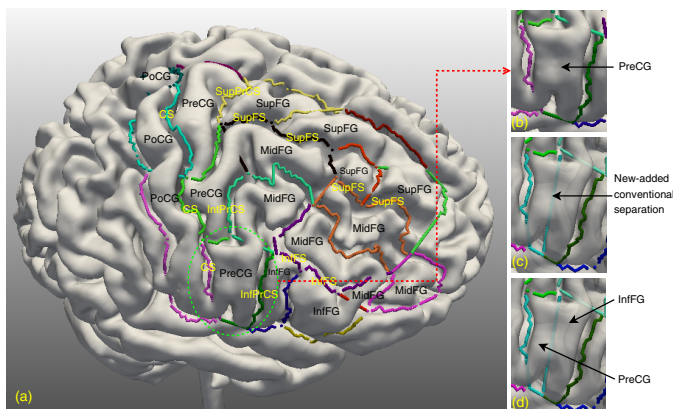 PoCG
PreCG
SupPrCS
SupFG
CS
SupFS
SupFG
PoCG
MidFG
SupFG
SupFS
SupFG
PoCG
PreCG
MidFG
SupFS
CS
InfPrCS
MidFG
MidFG
InfFS
CS
PreCG
InfFG
InfFS
InfPrCS
MidFG
MidFG
InfFG
(a)
PreCG
(b)
New-added
conventional
separation
(c)
InfFG
PreCG
(d)